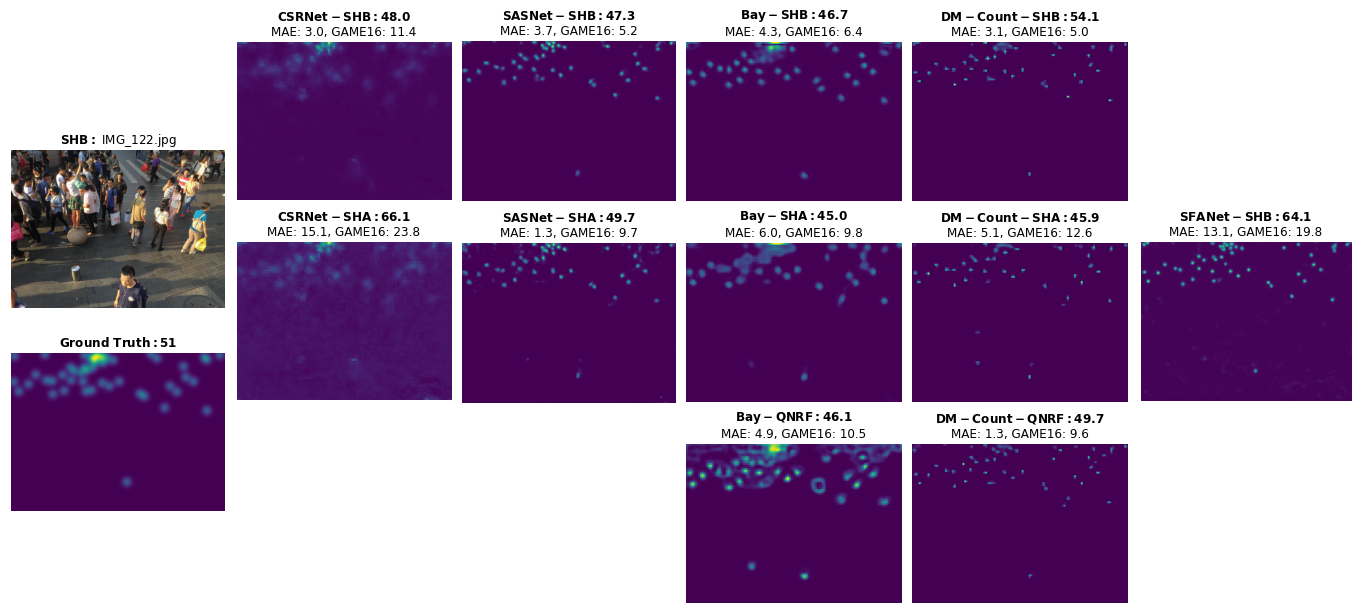 CSRNet−SHB: 48.0
MAE: 3.0, GAME16: 11.4
SASNet−SHB: 47.3
MAE: 3.7, GAME16: 5.2
Bay−SHB: 46.7
MAE: 4.3, GAME16: 6.4
DM−Count−SHB: 54.1
MAE: 3.1, GAME16: 5.0
SHB: IMG_122.jpg
CSRNet−SHA: 66.1
MAE: 15.1, GAME16: 23.8
SASNet−SHA: 49.7
MAE: 1.3, GAME16: 9.7
Bay−SHA: 45.0
MAE: 6.0, GAME16: 9.8
DM−Count−SHA: 45.9
MAE: 5.1, GAME16: 12.6
SFANet−SHB: 64.1
MAE: 13.1, GAME16: 19.8
Ground Truth: 51
Bay−QNRF: 46.1
MAE: 4.9, GAME16: 10.5
DM−Count−QNRF: 49.7
MAE: 1.3, GAME16: 9.6